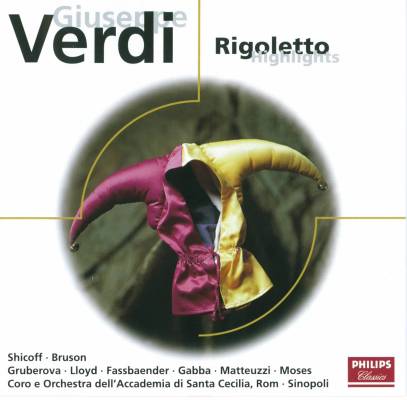 Giuseppe
Verdi
Rigoletto
Highlights
Shicoff · Bruson
Gruberova · Lloyd · Fassbaender · Gabba · Matteuzzi · Moses
Coro e Orchestra dell'Accademia di Santa Cecilia, Rom · Sinopoli
PHILIPS
Classics